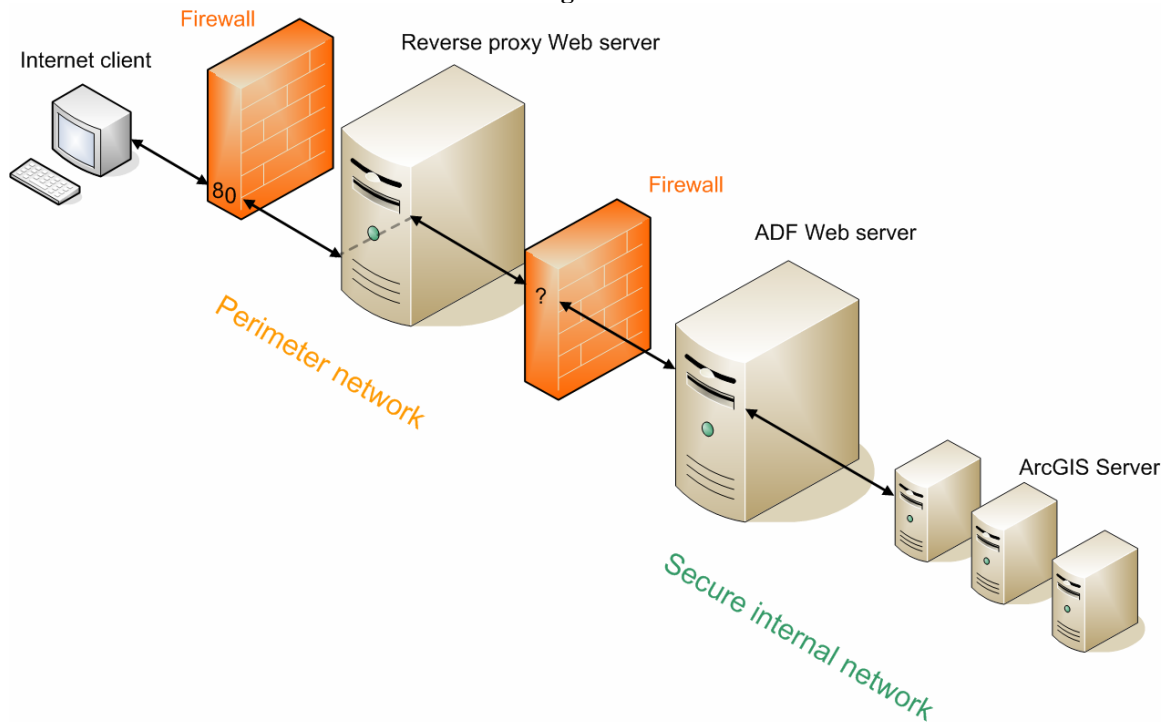 Firewall
Internet client
Reverse proxy Web server
80
Firewall
ADF Web server
?
Perimeter network
ArcGIS Server
Secure internal network